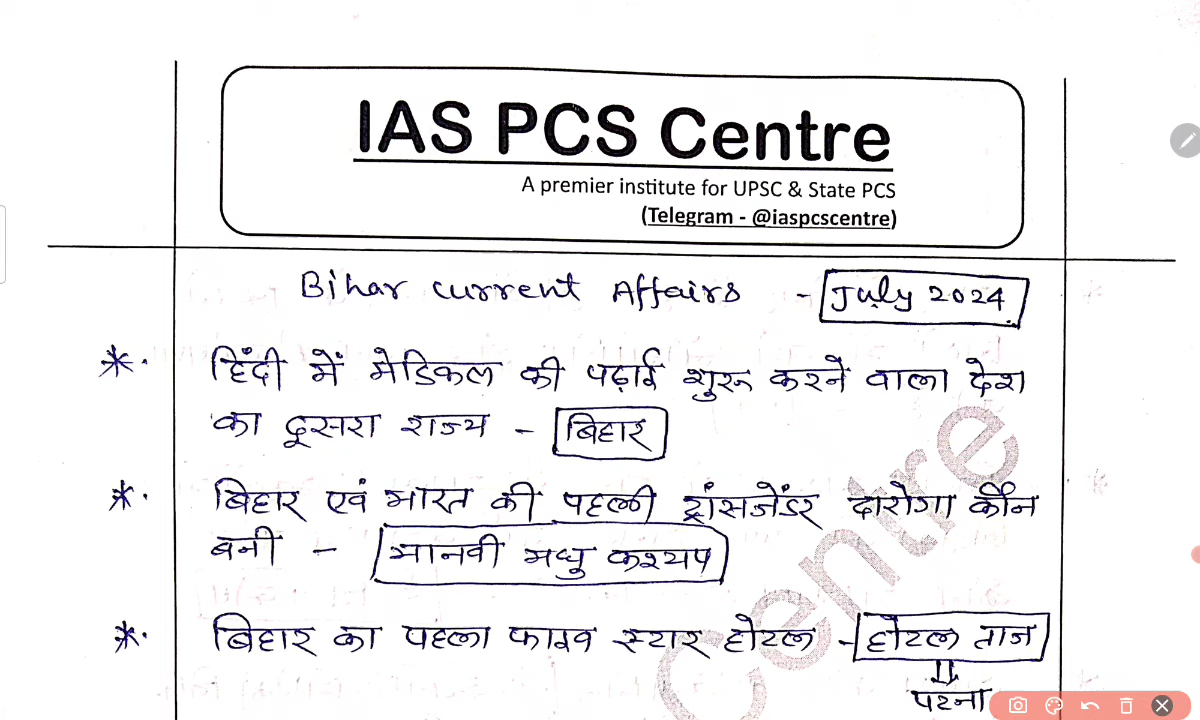 IAS PCS Centre
A premier institute for UPSC & State PCS
(Telegram - @iaspcscentre)
Bihar current Affairs - July 2024
*. हिंदी में मेडिकल की पढ़ाई शुरू करने वाला देश
का दूसरा राज्य - बिहार
*. बिहार एवं भारत की पहली ट्रांसजेंडर दारोगा कौन
बनी - मानवी मधु कश्यप
*. बिहार का पहला फाइव स्टार होटल - होटल ताज
पटना
Centre